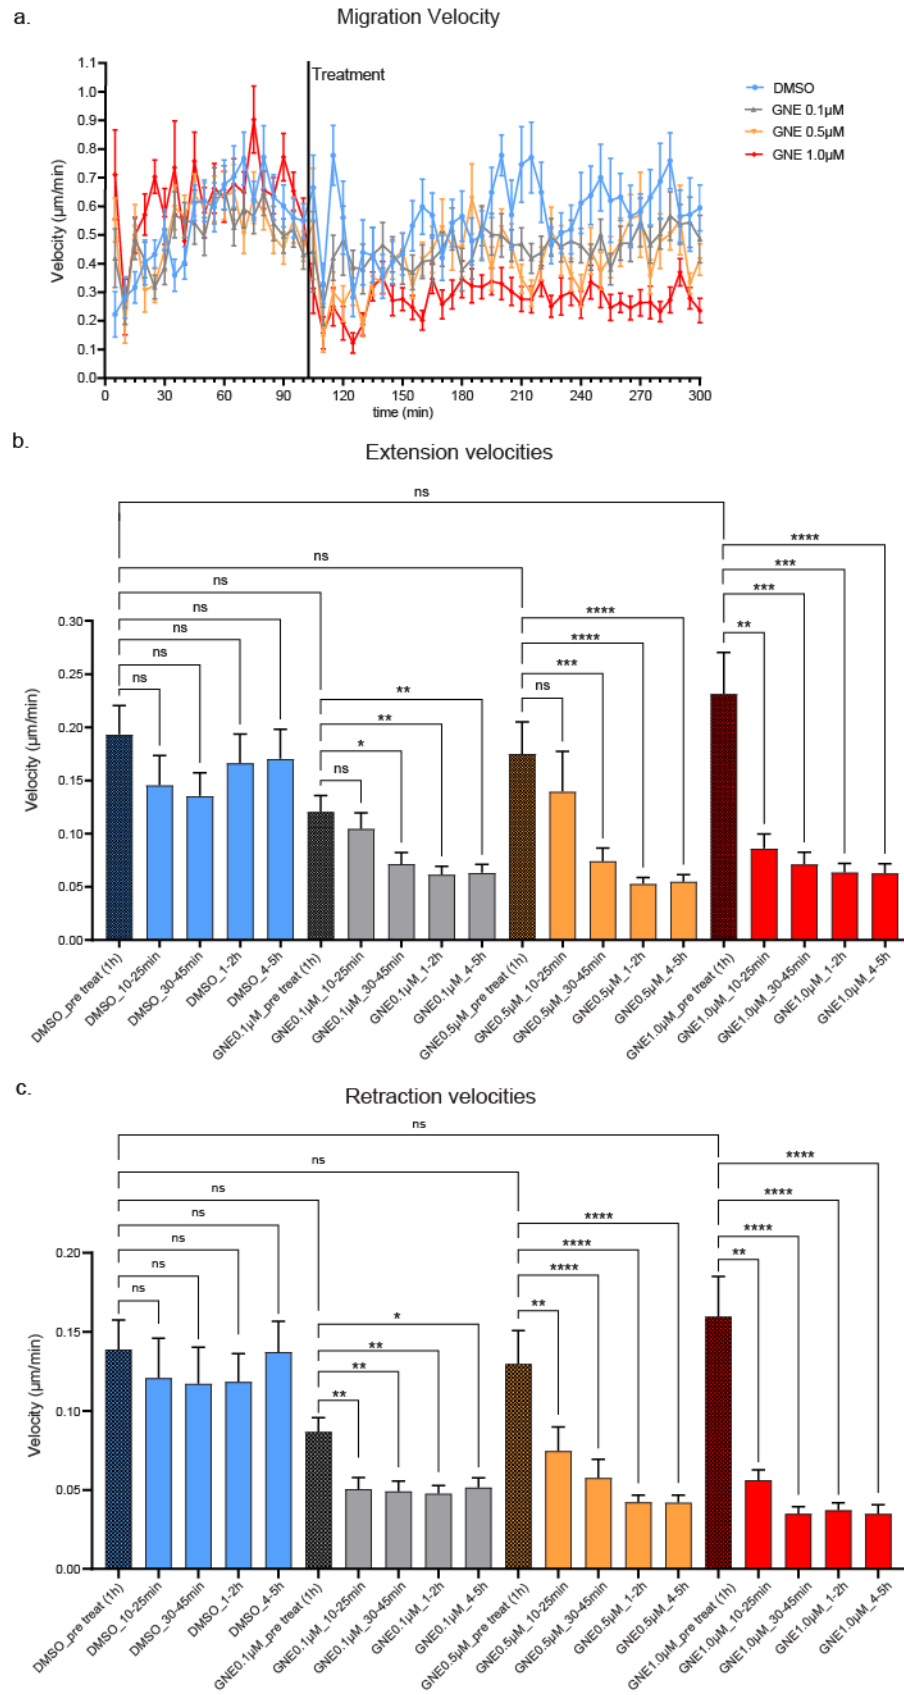 a.
Migration Velocity
1.1
1.0
0.9
0.8
0.7
0.6
0.5
0.4
0.3
0.2
0.1
0.0
Velocity (µm/min)
Treatment
DMSO
GNE 0.1µM
GNE 0.5µM
GNE 1.0µM
0 30 60 90 120 150 180 210 240 270 300
time (min)
b.
Extension velocities
ns
ns
ns
ns
ns
ns
ns
**
**
*
ns
****
****
***
ns
****
***
***
**
0.30
0.25
0.20
0.15
0.10
0.05
0.00
Velocity (µm/min)
DMSO_pre treat (1h)
DMSO_10-25min
DMSO_30-45min
DMSO_1-2h
DMSO_4-5h
GNE0.1µM_pre treat (1h)
GNE0.1µM_10-25min
GNE0.1µM_30-45min
GNE0.1µM_1-2h
GNE0.1µM_4-5h
GNE0.5µM_pre treat (1h)
GNE0.5µM_10-25min
GNE0.5µM_30-45min
GNE0.5µM_1-2h
GNE0.5µM_4-5h
GNE1.0µM_pre treat (1h)
GNE1.0µM_10-25min
GNE1.0µM_30-45min
GNE1.0µM_1-2h
GNE1.0µM_4-5h
c.
Retraction velocities
ns
ns
ns
ns
ns
ns
ns
*
**
**
**
****
****
****
**
****
****
****
**
0.20
0.15
0.10
0.05
0.00
Velocity (µm/min)
DMSO_pre treat (1h)
DMSO_10-25min
DMSO_30-45min
DMSO_1-2h
DMSO_4-5h
GNE0.1µM_pre treat (1h)
GNE0.1µM_10-25min
GNE0.1µM_30-45min
GNE0.1µM_1-2h
GNE0.1µM_4-5h
GNE0.5µM_pre treat (1h)
GNE0.5µM_10-25min
GNE0.5µM_30-45min
GNE0.5µM_1-2h
GNE0.5µM_4-5h
GNE1.0µM_pre treat (1h)
GNE1.0µM_10-25min
GNE1.0µM_30-45min
GNE1.0µM_1-2h
GNE1.0µM_4-5h